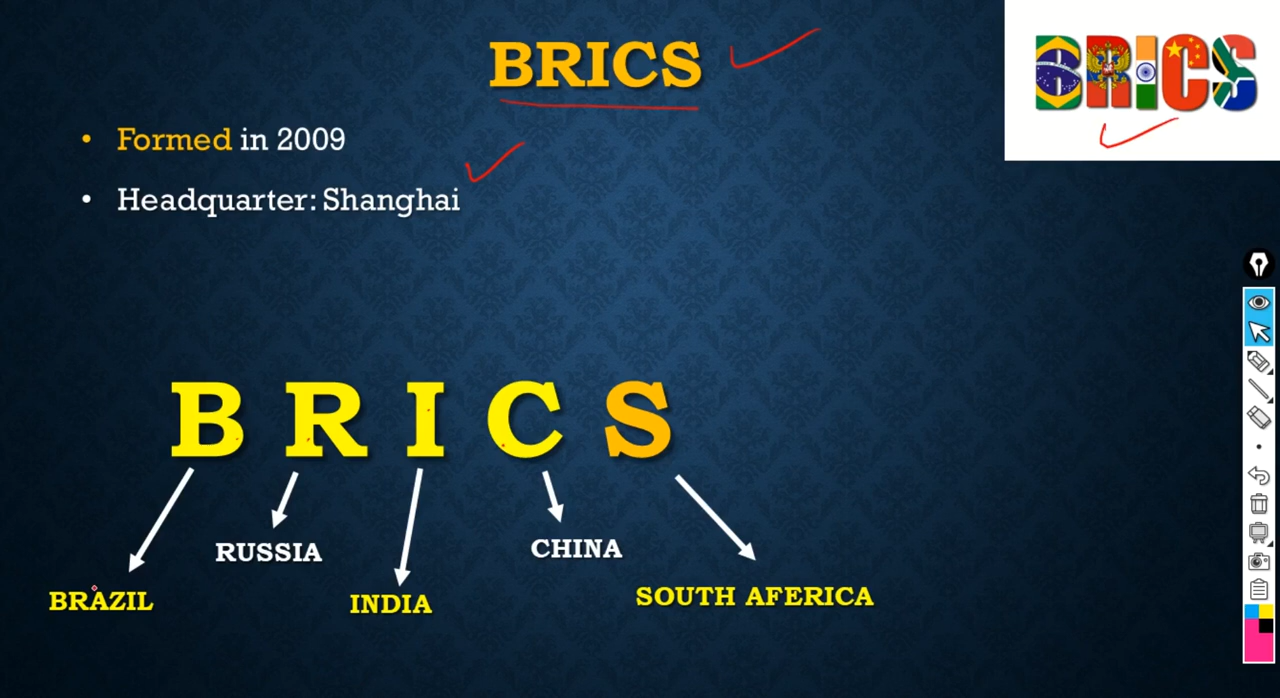 BRICS
BRICS
• Formed in 2009
• Headquarter: Shanghai
B R I C S
RUSSIA
CHINA
BRAZIL
INDIA
SOUTH AFERICA